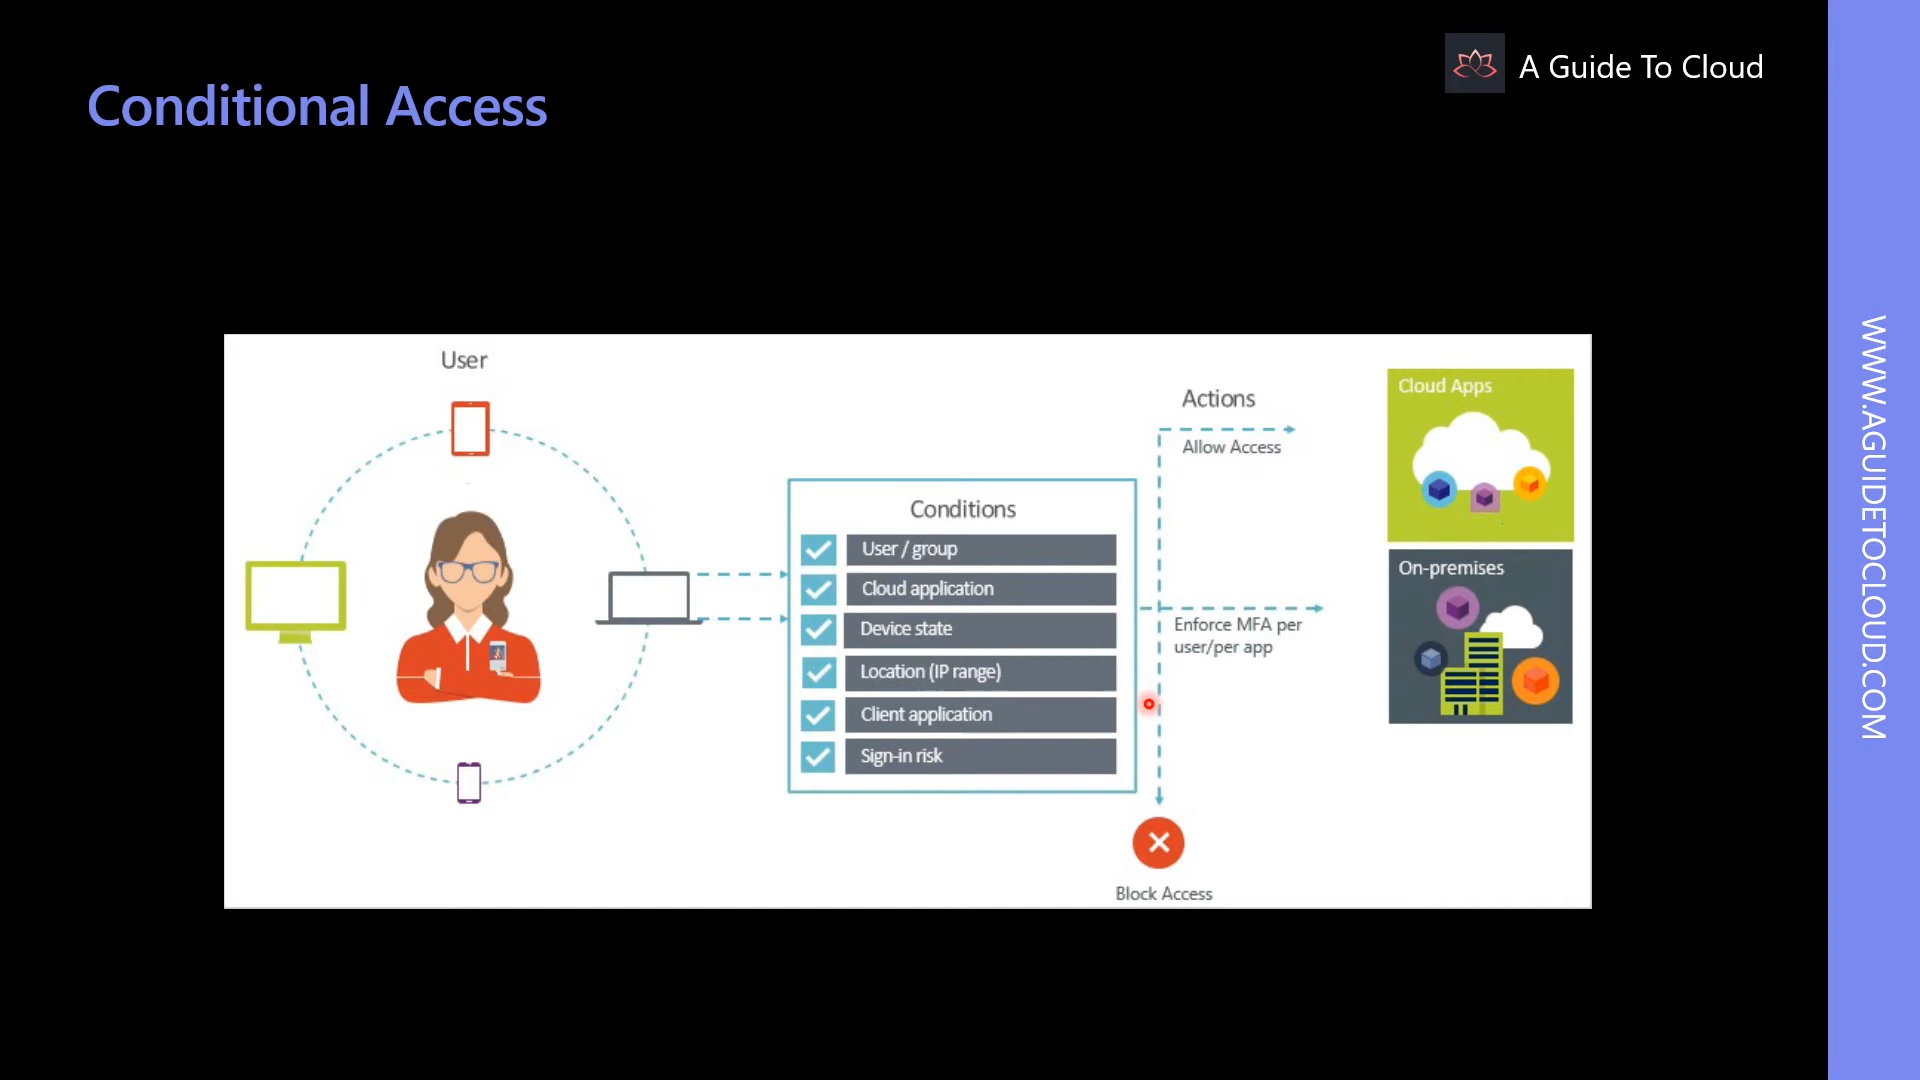 Conditional Access
A Guide To Cloud
User
Conditions
User / group
Cloud application
Device state
Location (IP range)
Client application
Sign-in risk
Actions
Allow Access
Enforce MFA per
user/per app
Block Access
Cloud Apps
On-premises
WWW.AGUIDETOCLOUD.COM